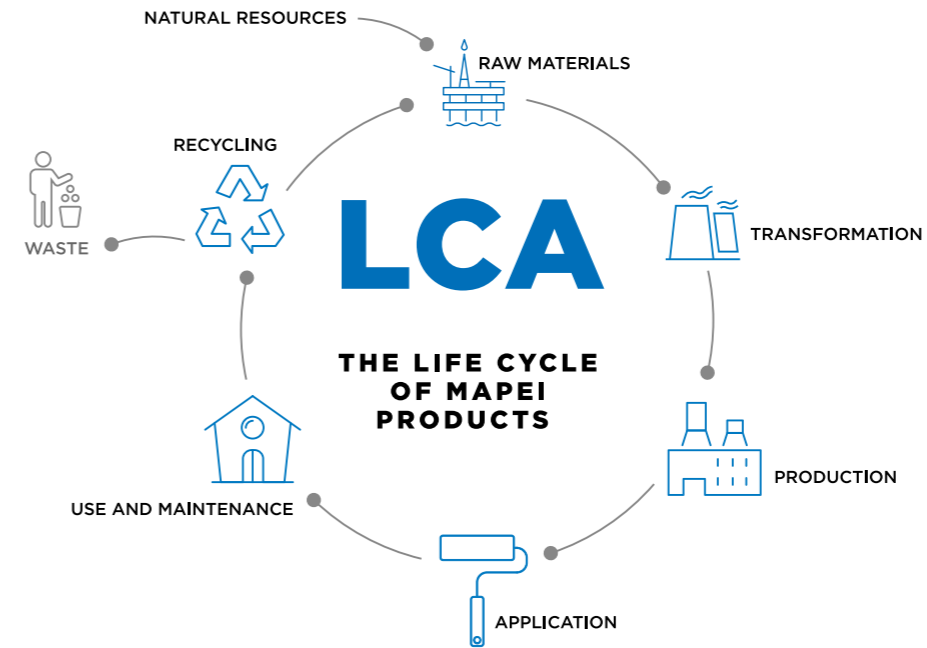 NATURAL RESOURCES
RAW MATERIALS
RECYCLING
WASTE
LCA
TRANSFORMATION
THE LIFE CYCLE
OF MAPEI
PRODUCTS
PRODUCTION
USE AND MAINTENANCE
APPLICATION